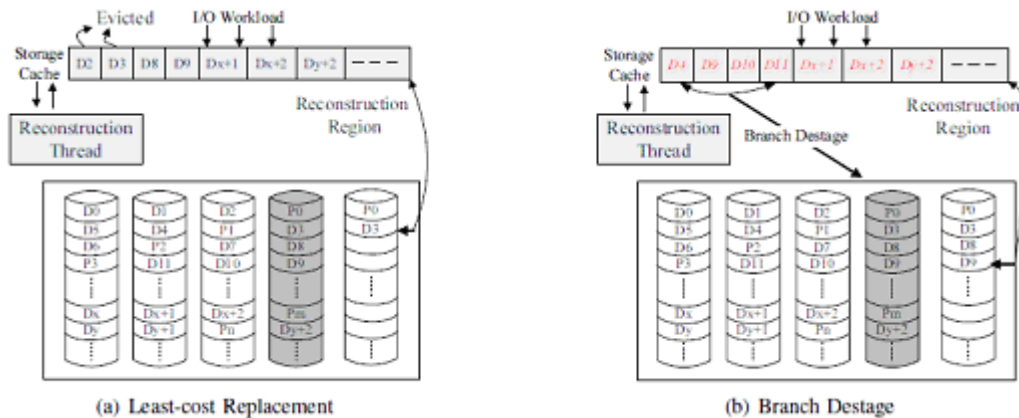 Evicted
I/O Workload
Storage
Cache
D2 D3 D8 D9 Dx+1 Dx+2 Dy+2
Reconstruction
Thread
Reconstruction
Region
D0 D1 D2 P0 P0
D5 D4 P1 D3 D3
D6 P2 D7 D8
P3 D11 D10 D9
Dx Dx+1 Dx+2 Pm
Dy Dy+1 Pn Dy+2
(a) Least-cost Replacement
I/O Workload
Storage
Cache
D4 D9 D10 D11 Dx+1 Dx+2 Dy+2
Reconstruction
Thread
Branch Destage
Reconstruction
Region
D0 D1 D2 P0 P0
D5 D4 P1 D3 D3
D6 P2 D7 D8 D8
P3 D11 D10 D9 D9
Dx Dx+1 Dx+2 Pm
Dy Dy+1 Pn Dy+2
(b) Branch Destage